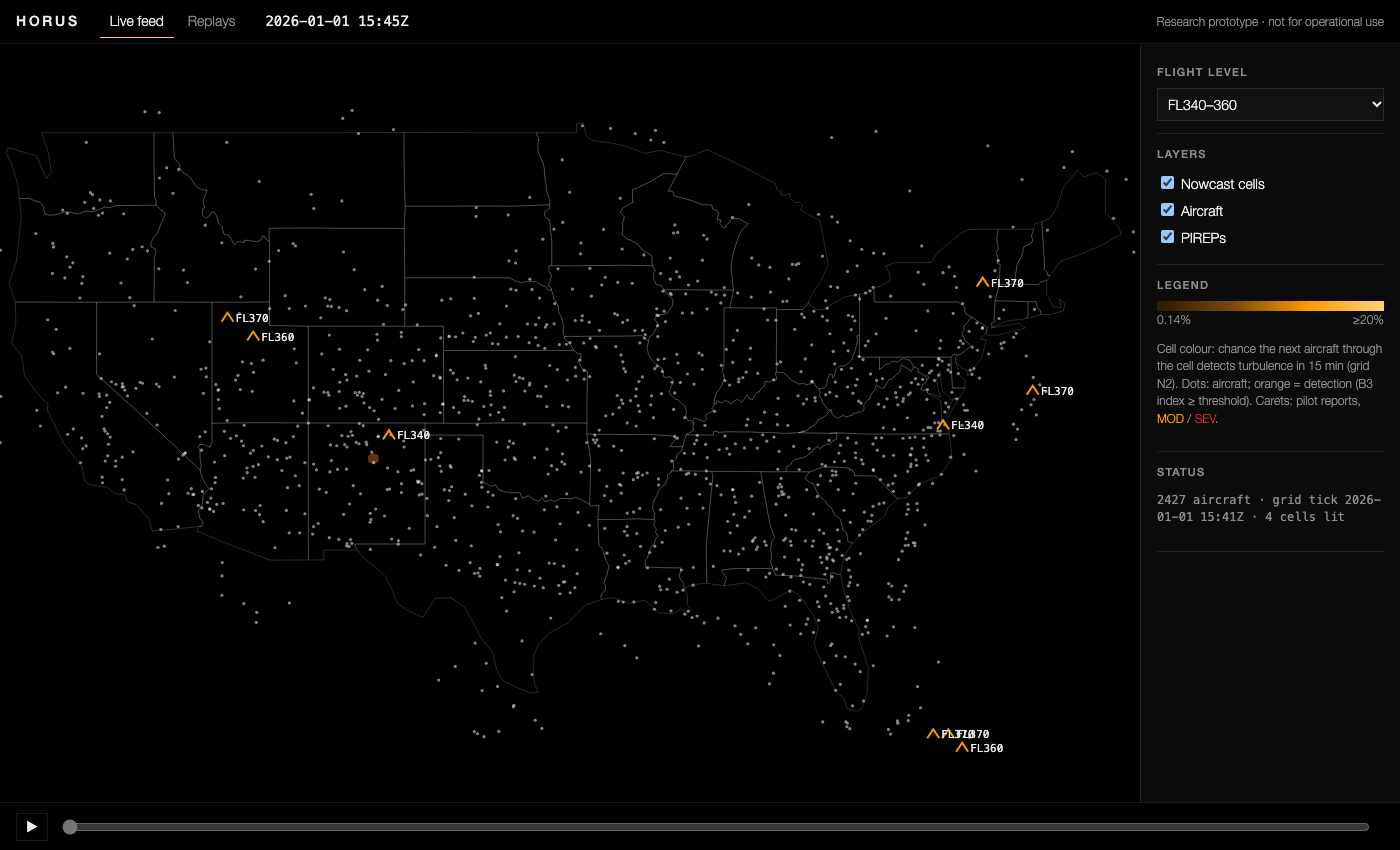 HORUS
Live feed
Replays
2026-01-01 15:45Z
Research prototype · not for operational use
FLIGHT LEVEL
FL340–360
LAYERS
Nowcast cells
Aircraft
PIREPs
LEGEND
0.14%
≥20%
Cell colour: chance the next aircraft through
the cell detects turbulence in 15 min (grid
N2). Dots: aircraft; orange = detection (B3
index ≥ threshold). Carets: pilot reports,
MOD / SEV.
STATUS
2427 aircraft · grid tick 2026-
01-01 15:41Z · 4 cells lit
FL370
FL370
FL360
FL370
FL340
FL340
FL370
FL360